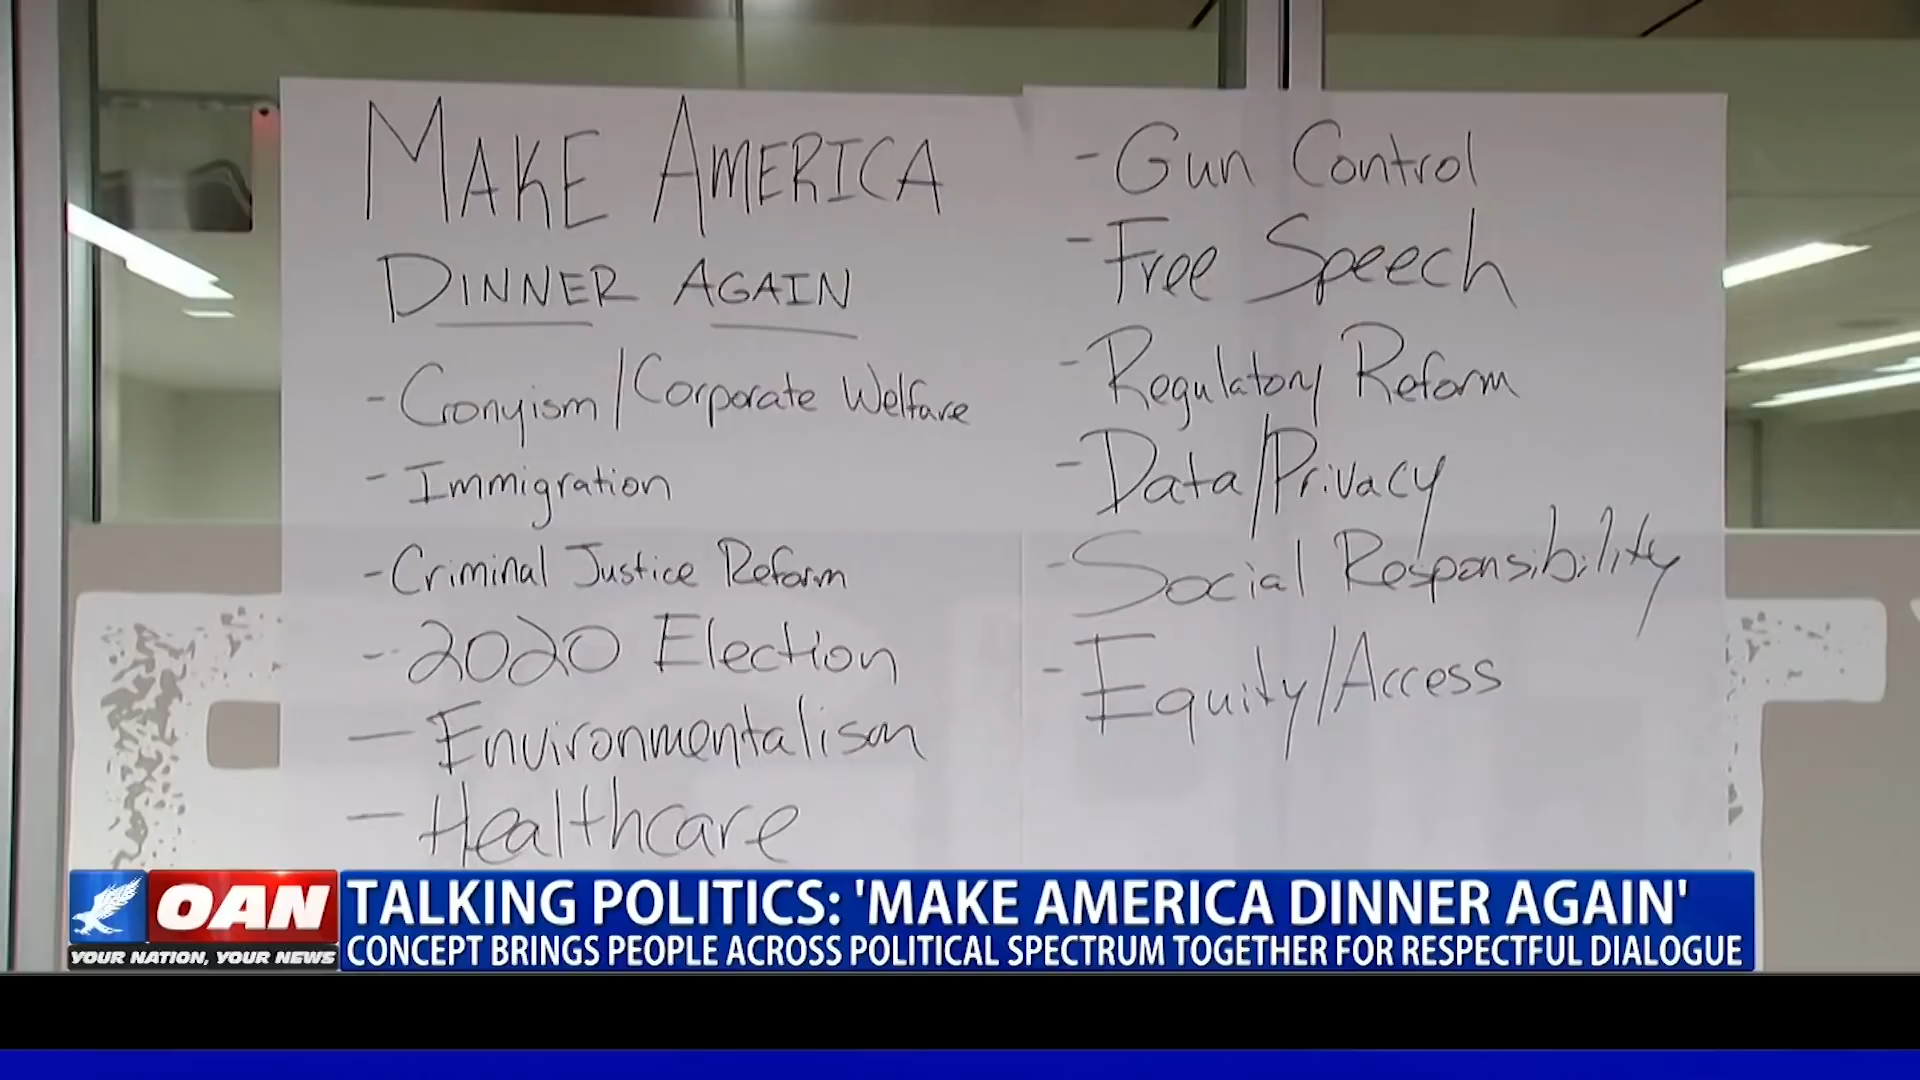 MAKE AMERICA
DINNER AGAIN
- Cronyism/Corporate Welfare
- Immigration
- Criminal Justice Reform
- 2020 Election
- Environmentalism
- Healthcare
- Gun Control
- Free Speech
- Regulatory Reform
- Data/Privacy
- Social Responsibility
- Equity/Access
OAN
YOUR NATION, YOUR NEWS
TALKING POLITICS: 'MAKE AMERICA DINNER AGAIN'
CONCEPT BRINGS PEOPLE ACROSS POLITICAL SPECTRUM TOGETHER FOR RESPECTFUL DIALOGUE